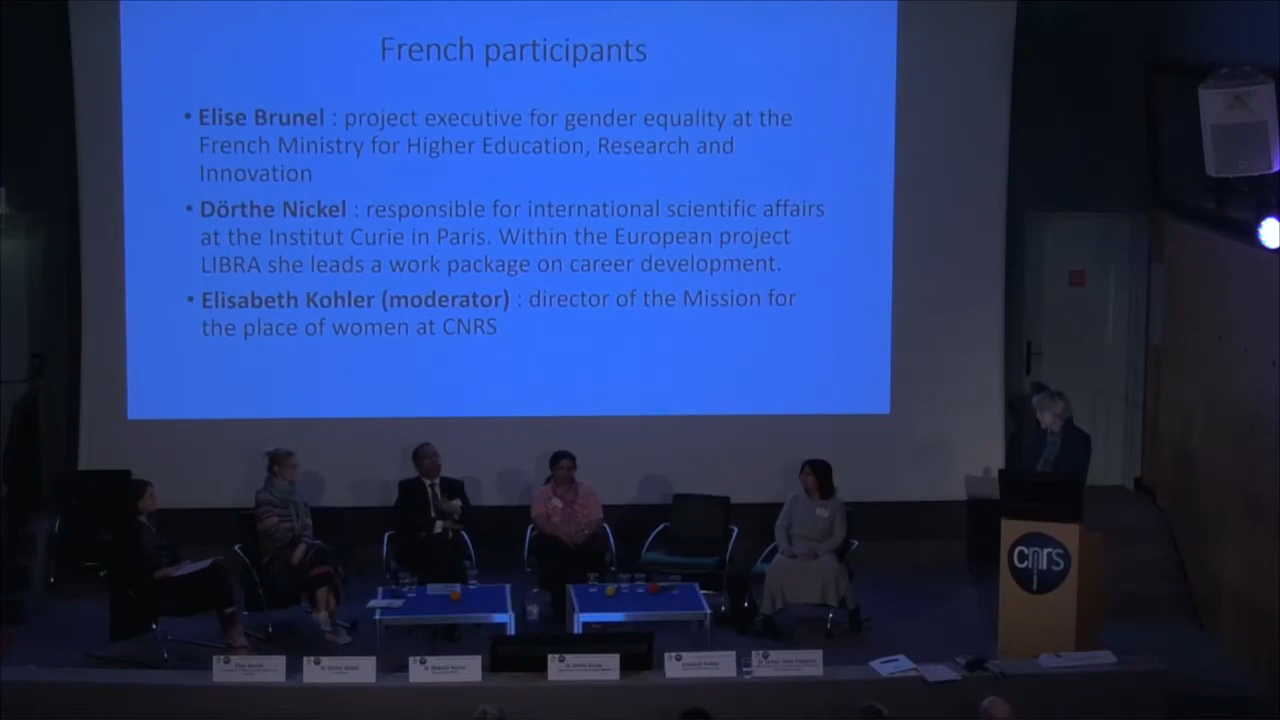 French participants
• Elise Brunel : project executive for gender equality at the
French Ministry for Higher Education, Research and
Innovation
• Dörthe Nickel : responsible for international scientific affairs
at the Institut Curie in Paris. Within the European project
LIBRA she leads a work package on career development.
• Elisabeth Kohler (moderator) : director of the Mission for
the place of women at CNRS
cnrs